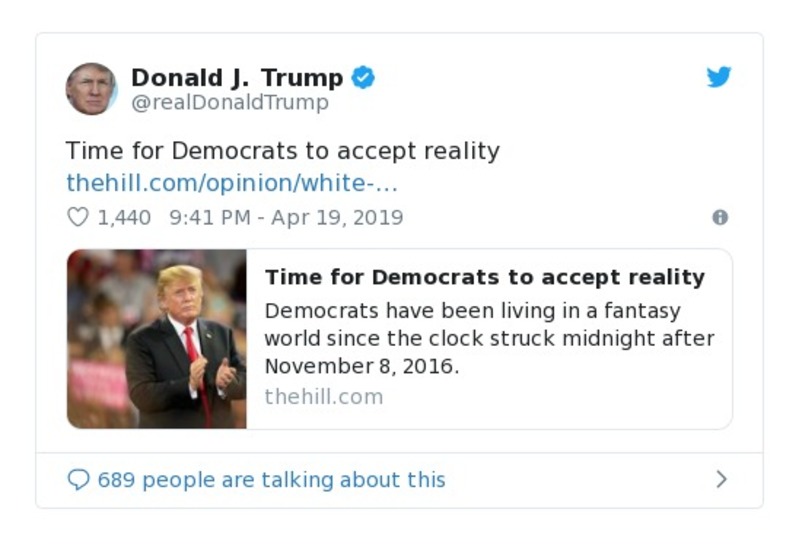 Donald J. Trump
@realDonaldTrump
Time for Democrats to accept reality
thehill.com/opinion/white-...
1,440 9:41 PM - Apr 19, 2019
Time for Democrats to accept reality
Democrats have been living in a fantasy
world since the clock struck midnight after
November 8, 2016.
thehill.com
689 people are talking about this